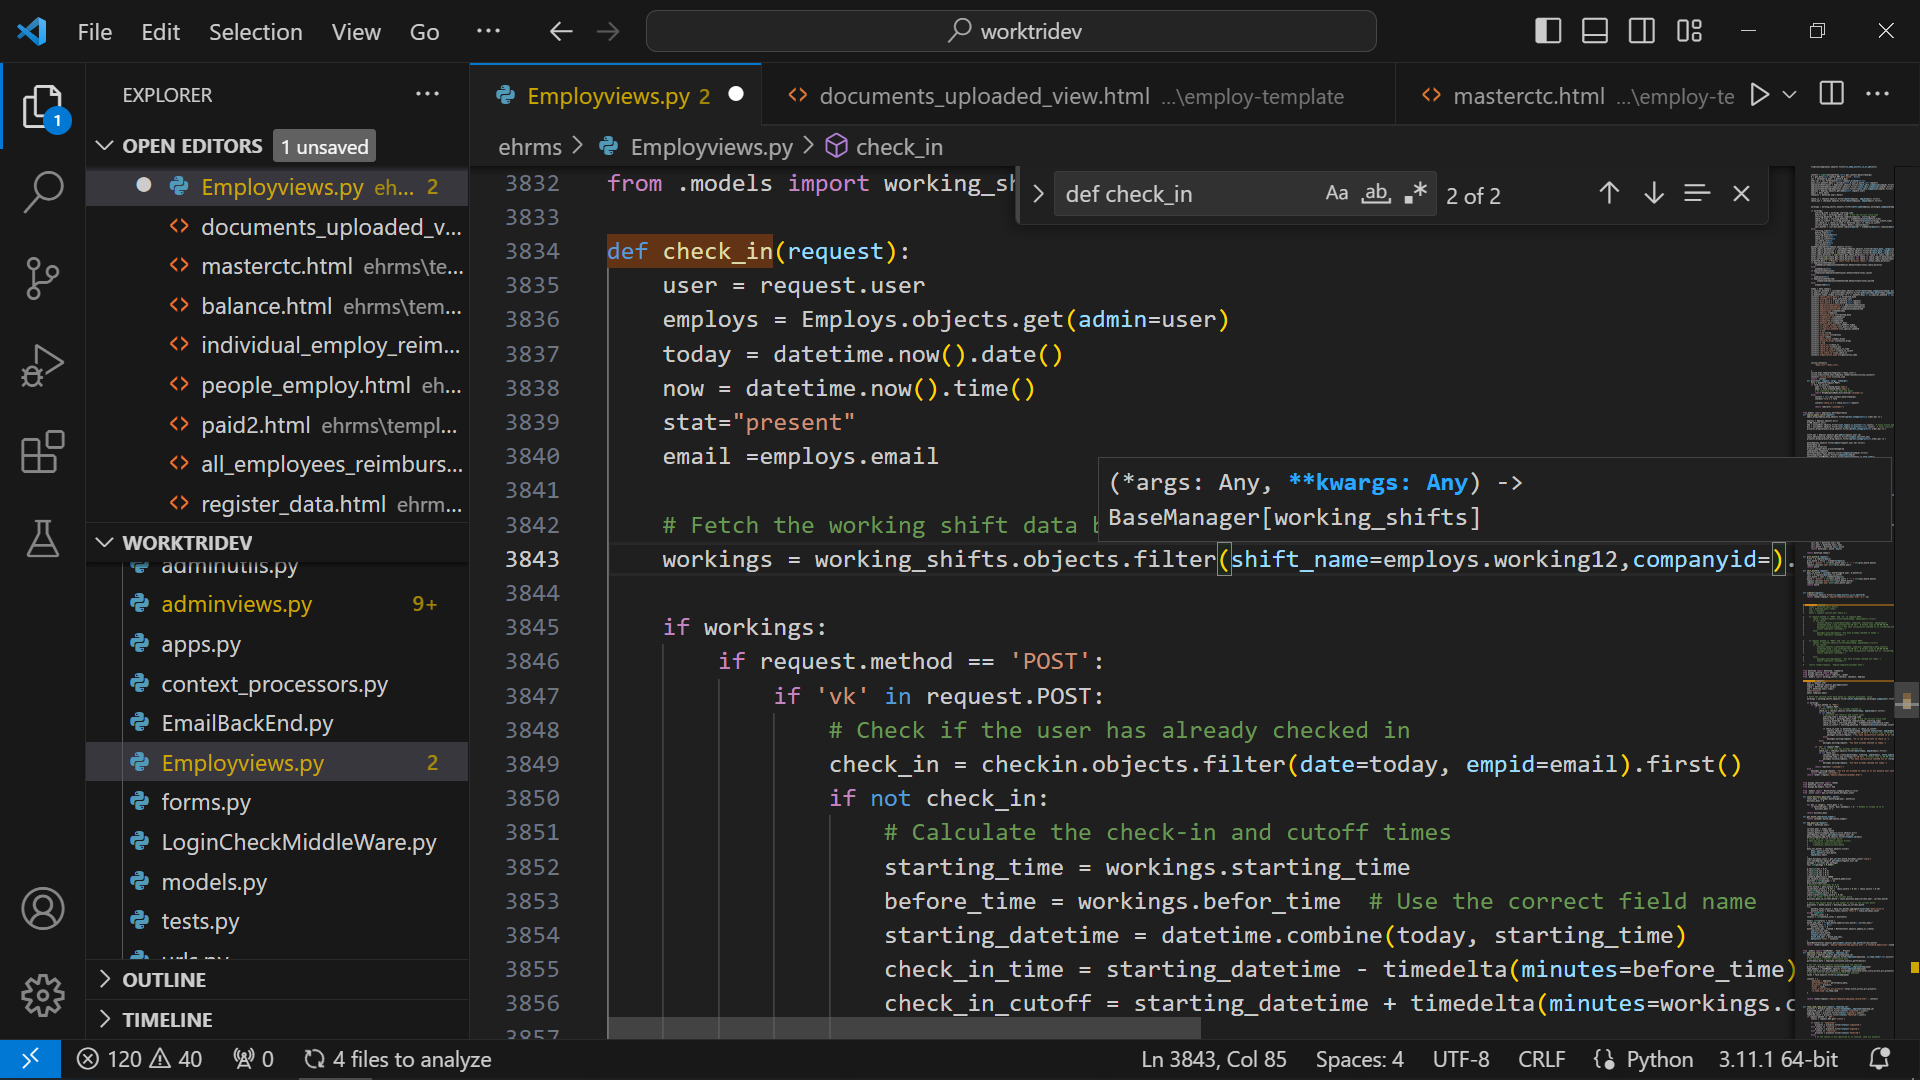 File Edit Selection View Go ··· worktridev
EXPLORER ···
1
OPEN EDITORS 1 unsaved
Employviews.py eh... 2
documents_uploaded_v...
masterctc.html ehrms\te...
balance.html ehrms\tem...
individual_employ_reim...
people_employ.html eh...
paid2.html ehrms\templ...
all_employees_reimburs...
register_data.html ehrm...
WORKTRIDEV
adminutils.py
adminviews.py 9+
apps.py
context_processors.py
EmailBackEnd.py
Employviews.py 2
forms.py
LoginCheckMiddleWare.py
models.py
tests.py
urls.py
OUTLINE
TIMELINE
Employviews.py 2 documents_uploaded_view.html ...\employ-template masterctc.html ...\employ-te ···
ehrms > Employviews.py > check_in
def check_in Aa ab .* 2 of 2
3832 from .models import working_sh
3833
3834 def check_in(request):
3835 user = request.user
3836 employs = Employs.objects.get(admin=user)
3837 today = datetime.now().date()
3838 now = datetime.now().time()
3839 stat="present"
3840 email =employs.email
3841
(*args: Any, **kwargs: Any) ->
BaseManager[working_shifts]
3842 # Fetch the working shift data b
3843 workings = working_shifts.objects.filter(shift_name=employs.working12,companyid=).
3844
3845 if workings:
3846 if request.method == 'POST':
3847 if 'vk' in request.POST:
3848 # Check if the user has already checked in
3849 check_in = checkin.objects.filter(date=today, empid=email).first()
3850 if not check_in:
3851 # Calculate the check-in and cutoff times
3852 starting_time = workings.starting_time
3853 before_time = workings.befor_time # Use the correct field name
3854 starting_datetime = datetime.combine(today, starting_time)
3855 check_in_time = starting_datetime - timedelta(minutes=before_time)
3856 check_in_cutoff = starting_datetime + timedelta(minutes=workings.c
3857
120 40 0 4 files to analyze Ln 3843, Col 85 Spaces: 4 UTF-8 CRLF {} Python 3.11.1 64-bit